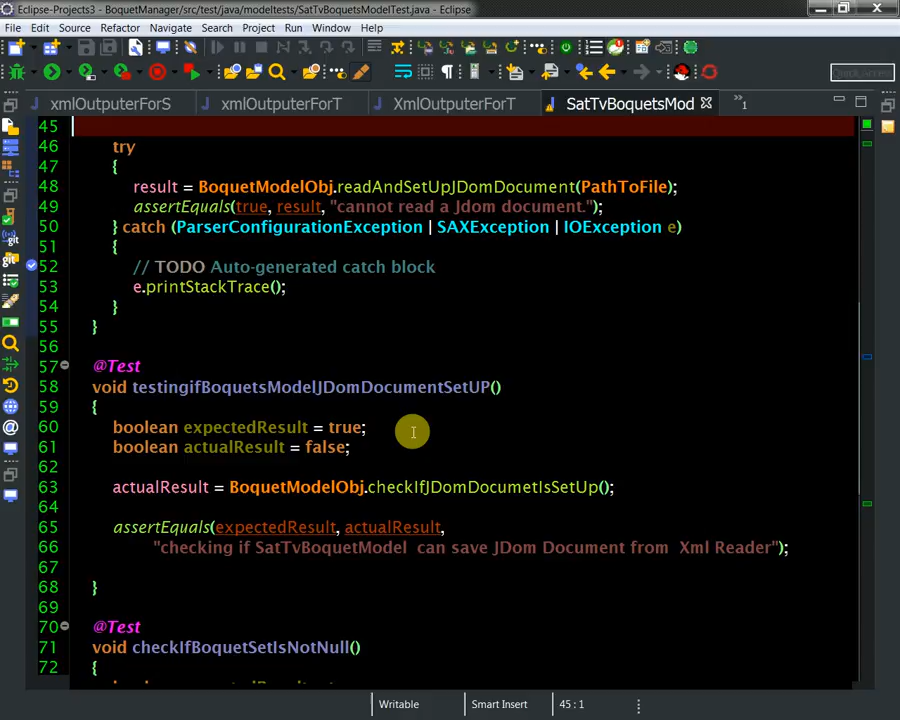 Eclipse-Projects3 - BoquetManager/src/test/java/modeltests/SatTvBoquetsModelTest.java - Eclipse
File Edit Source Refactor Navigate Search Project Run Window Help
Quick Access
xmlOutputerForS xmlOutputerForT XmlOutputerForT SatTvBoquetsMod »1
45
46 try
47 {
48 result = BoquetModelObj.readAndSetUpJDomDocument(PathToFile);
49 assertEquals(true, result, "cannot read a Jdom document.");
50 } catch (ParserConfigurationException | SAXException | IOException e)
51 {
52 // TODO Auto-generated catch block
53 e.printStackTrace();
54 }
55 }
56
57 @Test
58 void testingifBoquetsModelJDomDocumentSetUP()
59 {
60 boolean expectedResult = true;
61 boolean actualResult = false;
62
63 actualResult = BoquetModelObj.checkIfJDomDocumetIsSetUp();
64
65 assertEquals(expectedResult, actualResult,
66 "checking if SatTvBoquetModel can save JDom Document from Xml Reader");
67
68 }
69
70 @Test
71 void checkIfBoquetSetIsNotNull()
72 {
Writable Smart Insert 45 : 1